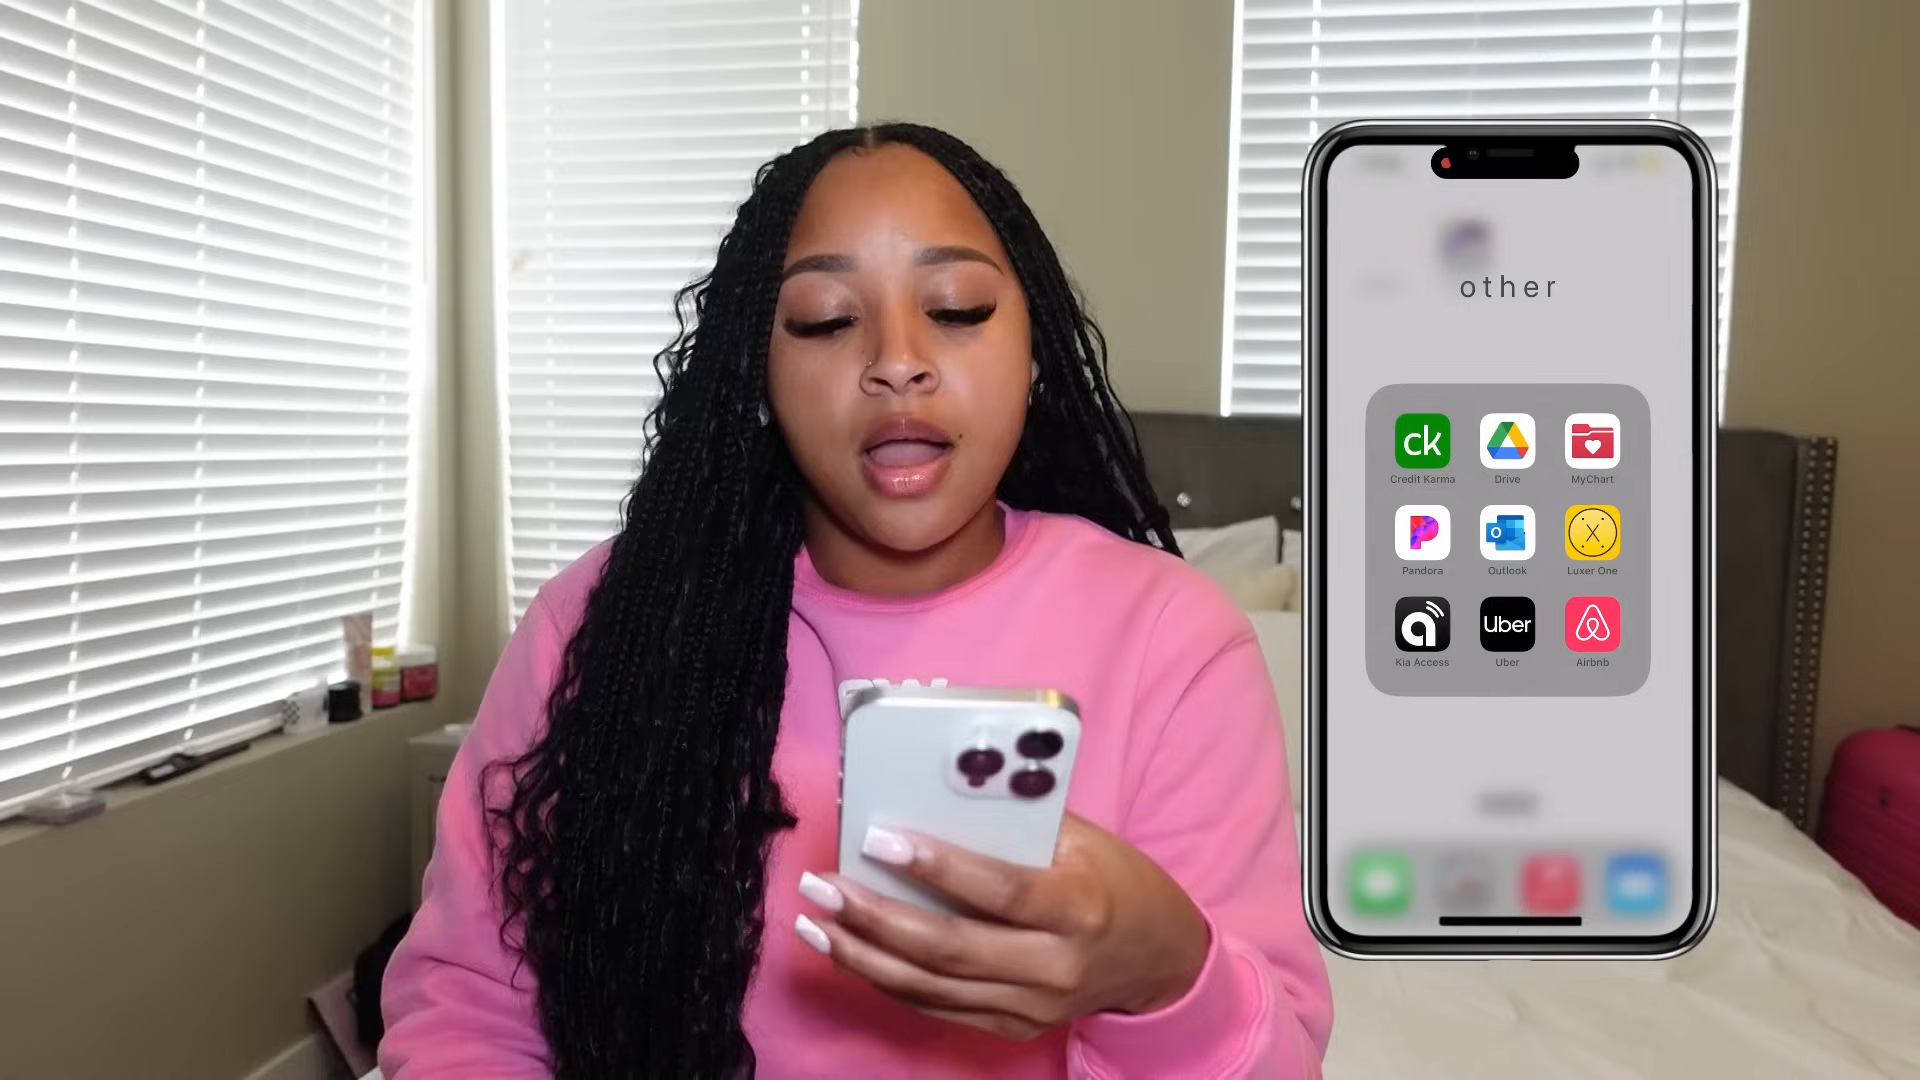 other
ck
Credit Karma
Drive
MyChart
Pandora
Outlook
Luxer One
Kia Access
Uber
Uber
Airbnb